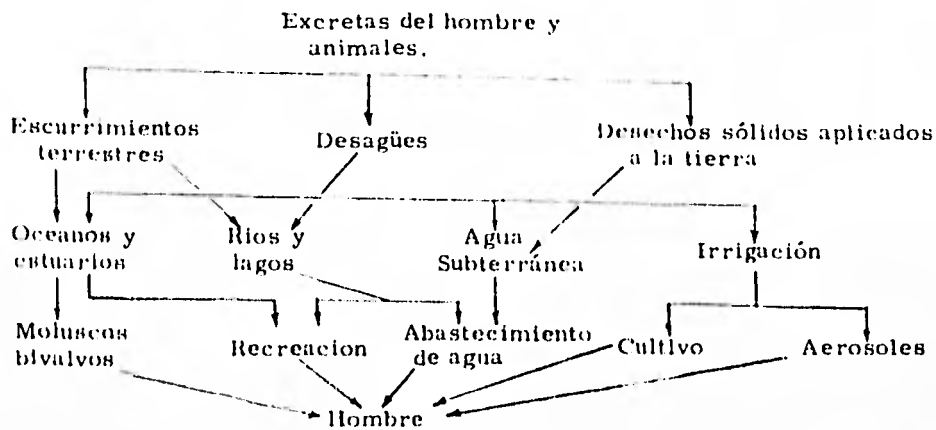 Excretas del hombre y
animales.
Escurrimientos
terrestres
Desagües
Desechos sólidos aplicados
a la tierra
Oceanos y
estuarios
Rios y
lagos
Agua
Subterránea
Irrigación
Moluscos
bivalvos
Recreacion
Abastecimiento
de agua
Cultivo
Aerosoles
Hombre